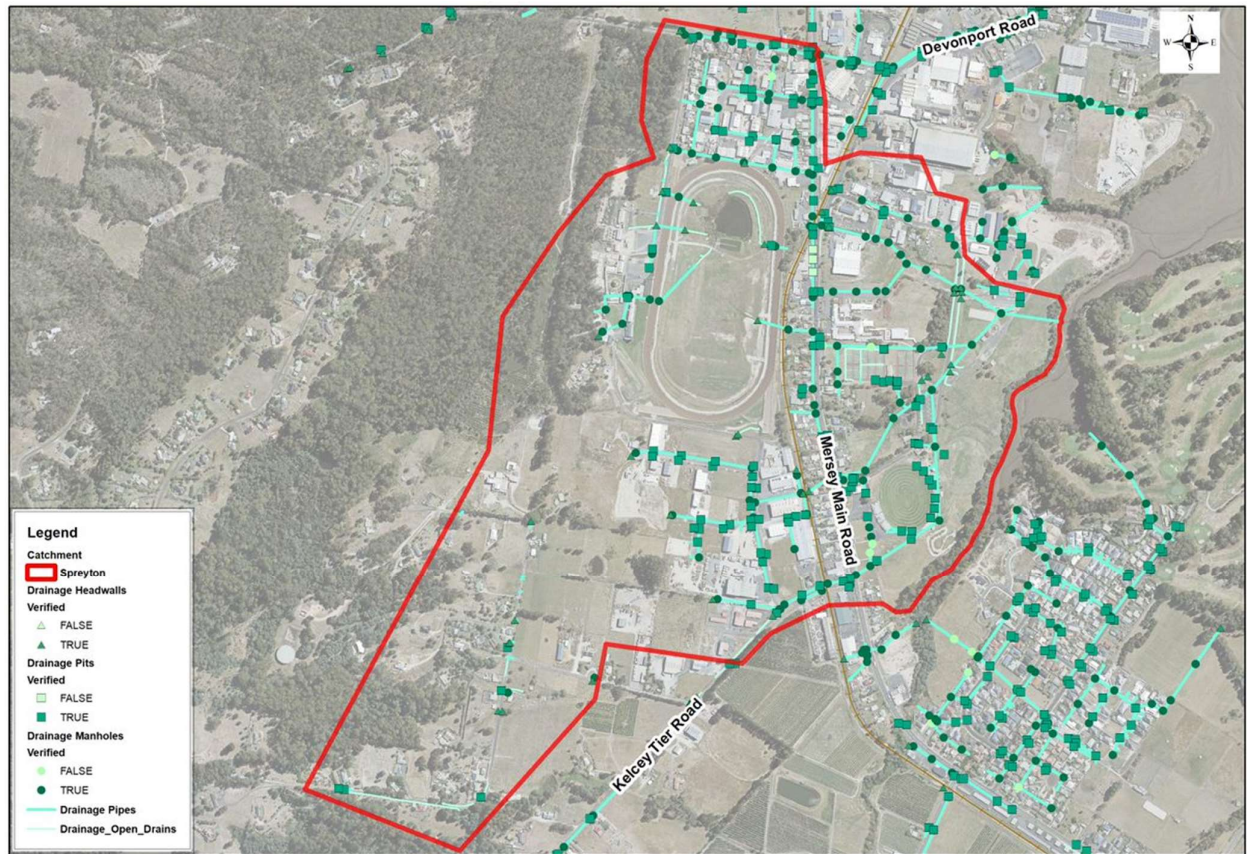 Devonport Road
N
W
E
S
Mersey Main Road
Kelcey Tier Road
Legend
Catchment
Spreyton
Drainage Headwalls
Verified
FALSE
TRUE
Drainage Pits
Verified
FALSE
TRUE
Drainage Manholes
Verified
FALSE
TRUE
Drainage Pipes
Drainage_Open_Drains